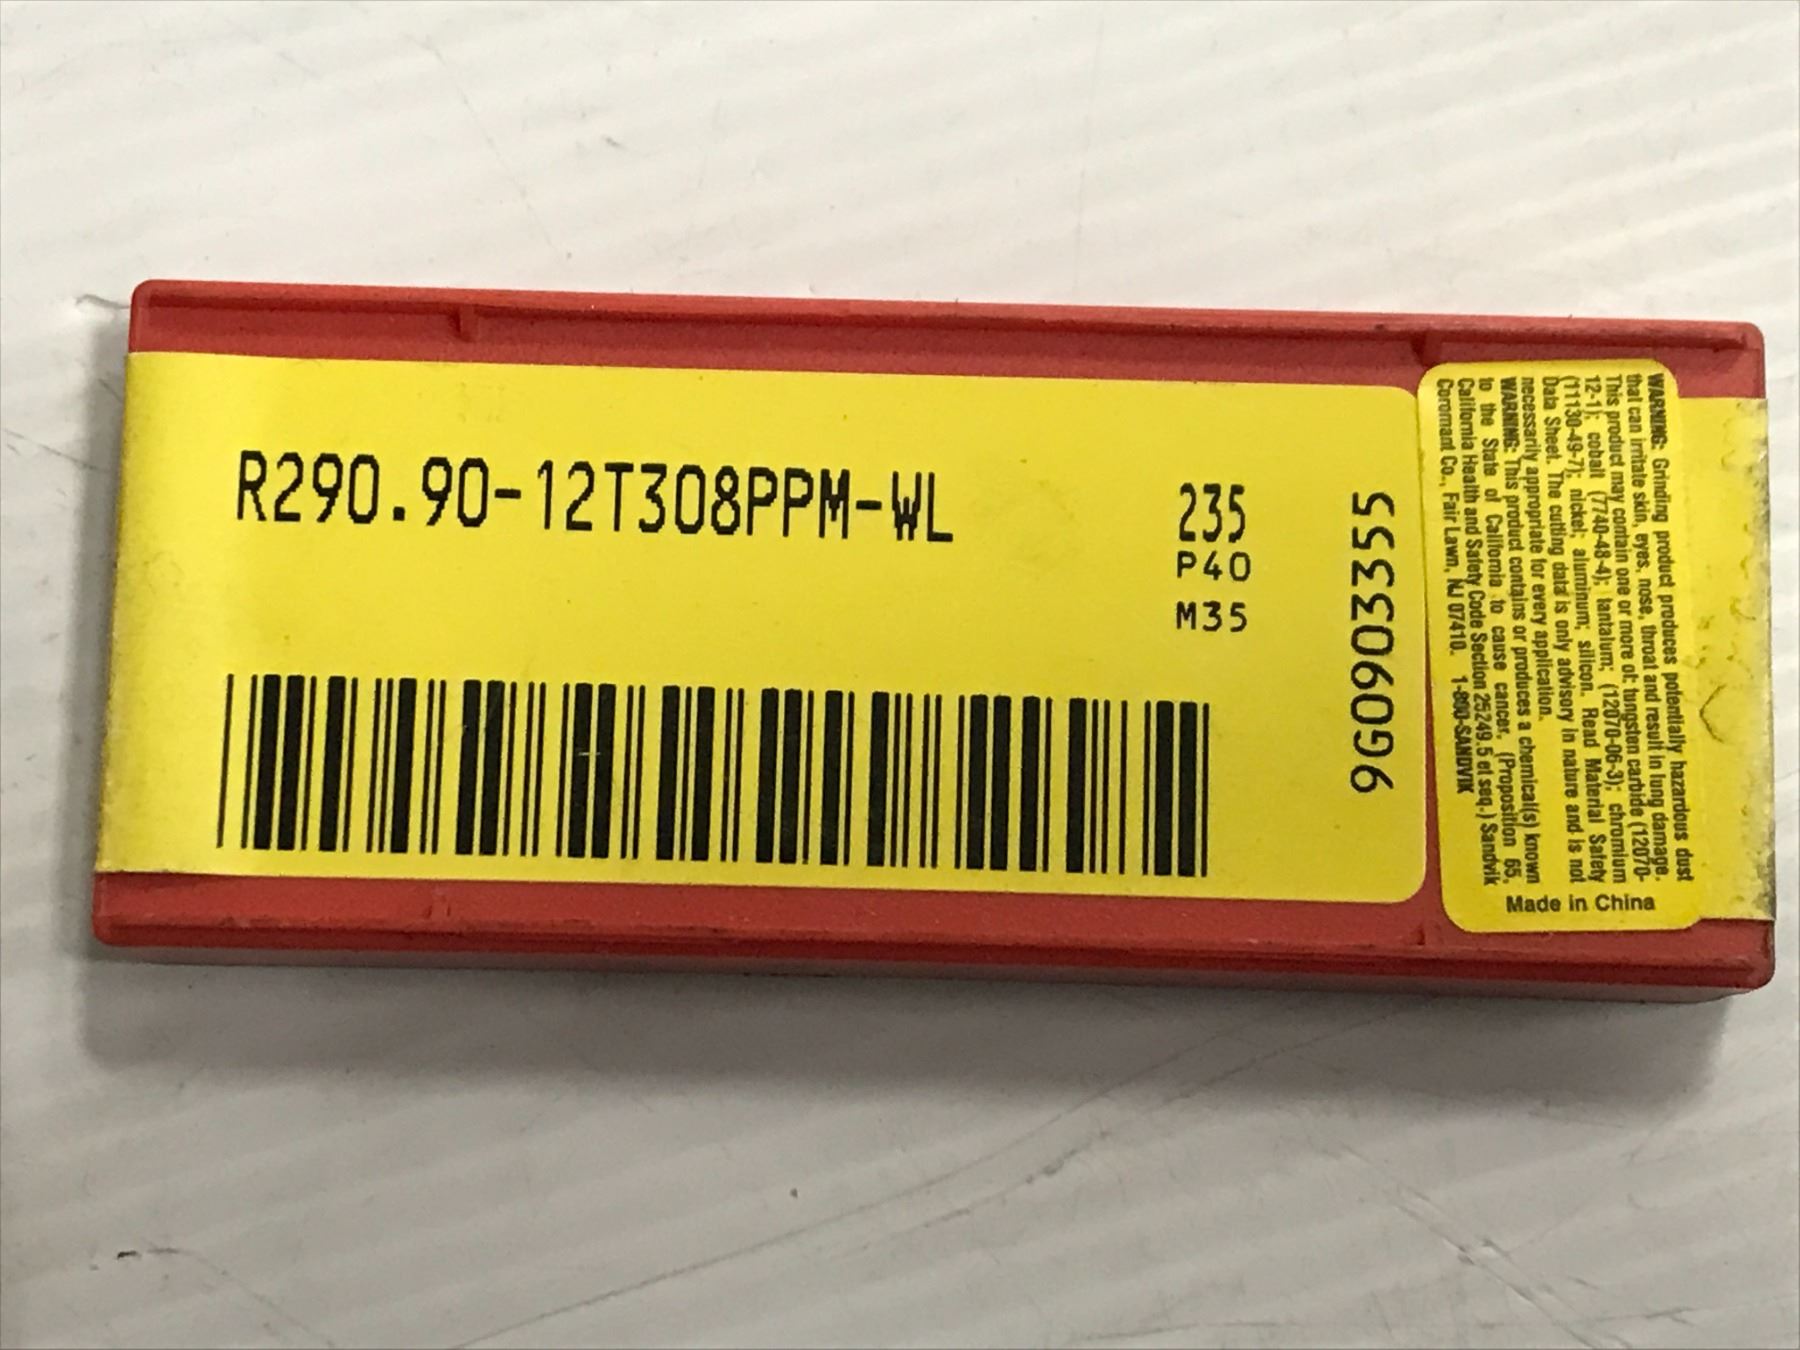 R290.90-12T308PPM-WL
235
P40
M35
9G0903355
WARNING: Grinding product produces potentially hazardous dust
that can irritate skin, eyes, nose, throat and result in lung damage.
This product may contain one or more of: tungsten carbide (12070-
12-1); cobalt (7740-48-4); tantalum; (12070-06-3); chromium
(11130-49-7); nickel; aluminum; silicon. Read Material Safety
Data Sheet. The cutting data is only advisory in nature and is not
necessarily appropriate for every application.
WARNING: This product contains or produces a chemical(s) known
to the State of California to cause cancer. (Proposition 65.
California Health and Safety Code Section 25249.5 et seq.) Sandvik
Coromant Co., Fair Lawn, NJ 07410. 1-800-SANDVIK
Made in China